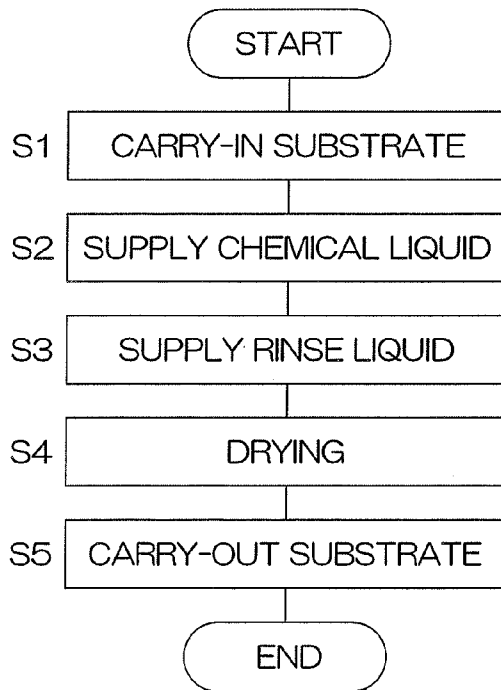 START
S1 CARRY-IN SUBSTRATE
S2 SUPPLY CHEMICAL LIQUID
S3 SUPPLY RINSE LIQUID
S4 DRYING
S5 CARRY-OUT SUBSTRATE
END